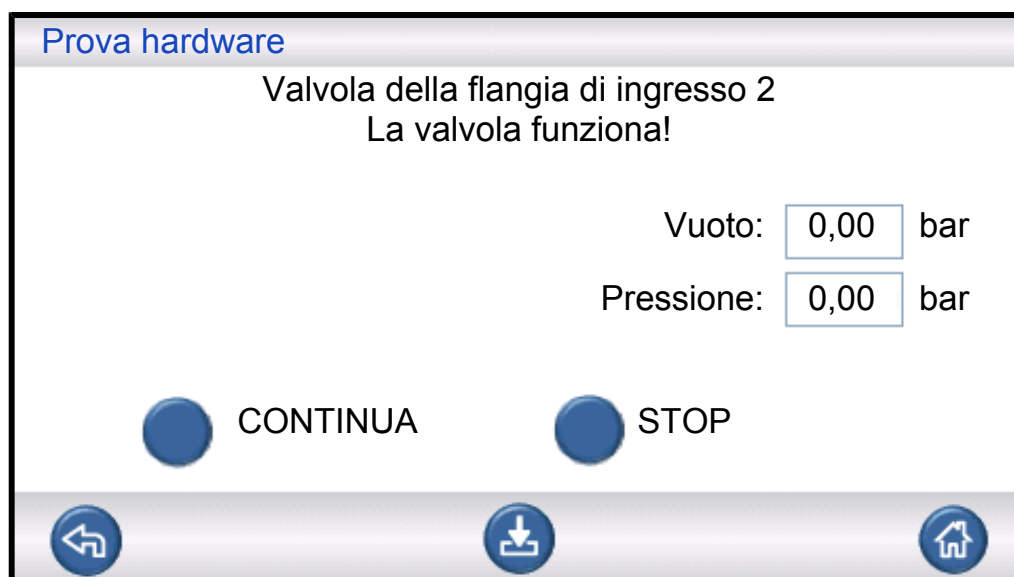 Prova hardware
Valvola della flangia di ingresso 2
La valvola funziona!
Vuoto: 0,00 bar
Pressione: 0,00 bar
CONTINUA STOP